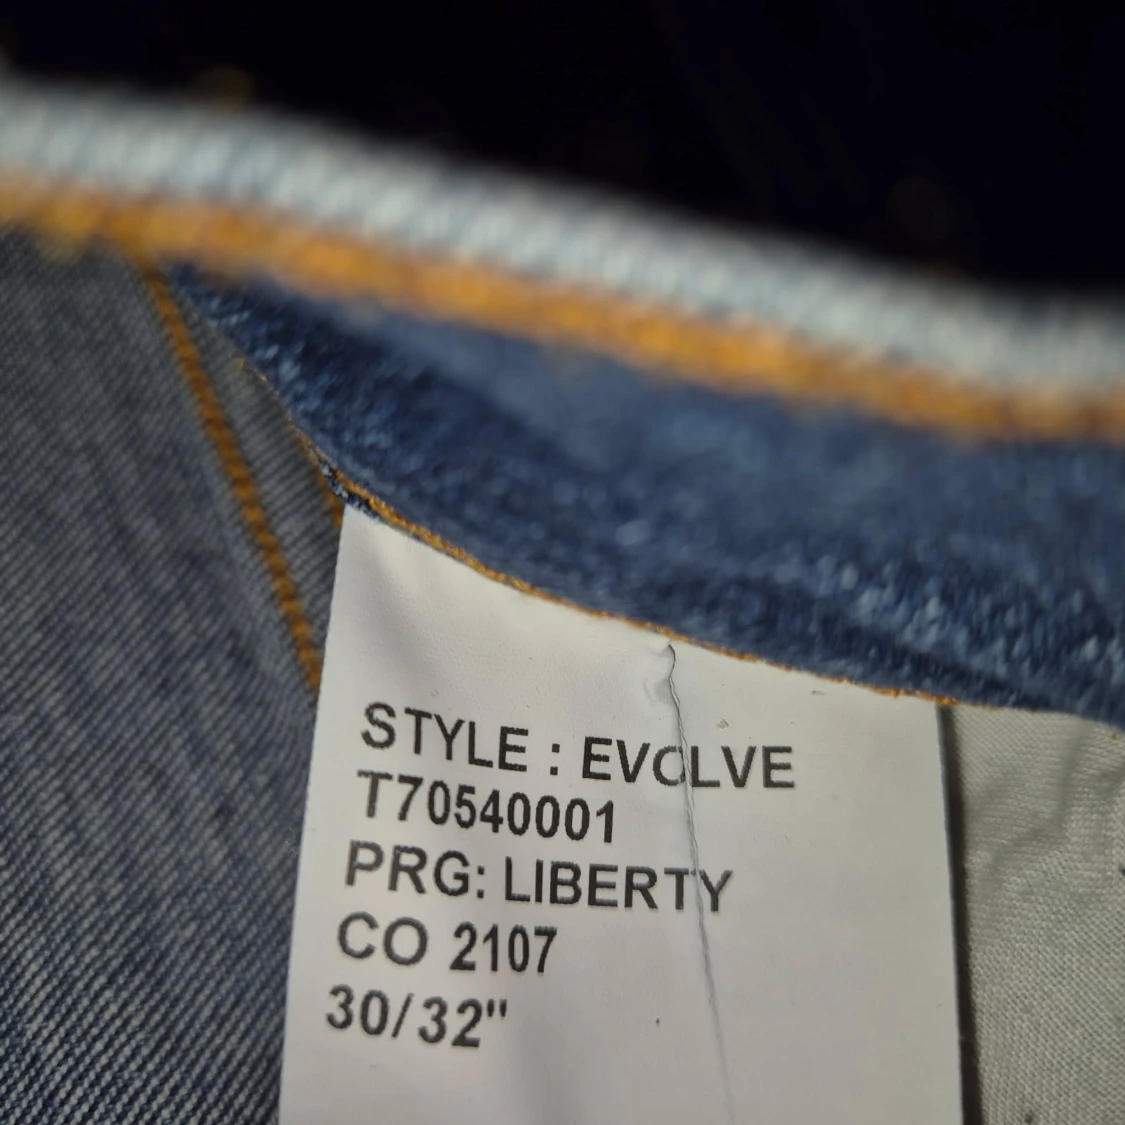 STYLE : EVOLVE
T70540001
PRG: LIBERTY
CO 2107
30/32"